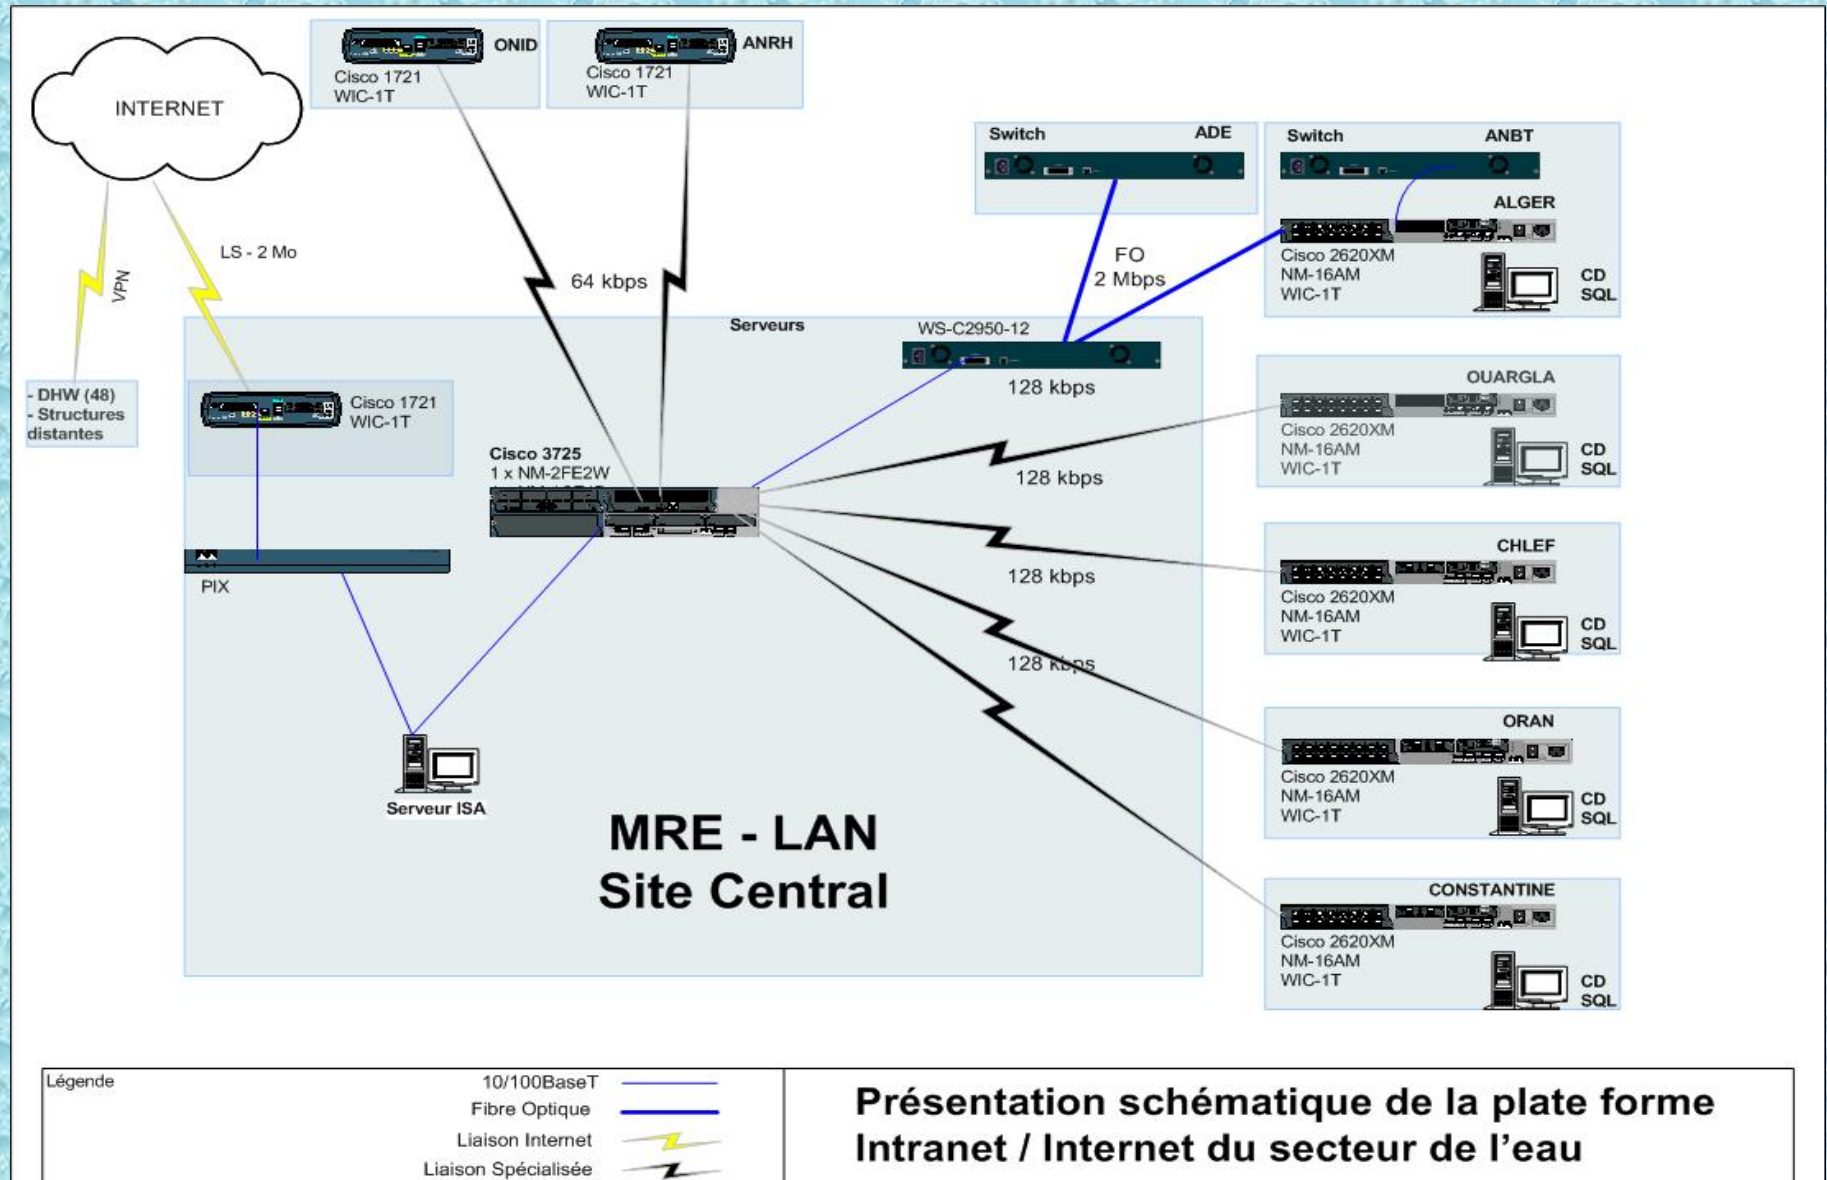 INTERNET
ONID
Cisco 1721
WIC-1T
ANRH
Cisco 1721
WIC-1T
Switch
ADE
Switch
ANBT
ALGER
Cisco 2620XM
NM-16AM
WIC-1T
CD
SQL
VPN
LS - 2 Mo
64 kbps
FO
2 Mbps
- DHW (48)
- Structures
distantes
Serveurs
WS-C2950-12
Cisco 1721
WIC-1T
128 kbps
OUARGLA
Cisco 2620XM
NM-16AM
WIC-1T
CD
SQL
Cisco 3725
1 x NM-2FE2W
128 kbps
PIX
CHLEF
128 kbps
Cisco 2620XM
NM-16AM
WIC-1T
CD
SQL
128 kbps
ORAN
Cisco 2620XM
NM-16AM
WIC-1T
CD
SQL
Serveur ISA
MRE - LAN
Site Central
CONSTANTINE
Cisco 2620XM
NM-16AM
WIC-1T
CD
SQL
Légende
10/100BaseT
Fibre Optique
Liaison Internet
Liaison Spécialisée
Présentation schématique de la plate forme
Intranet / Internet du secteur de l'eau